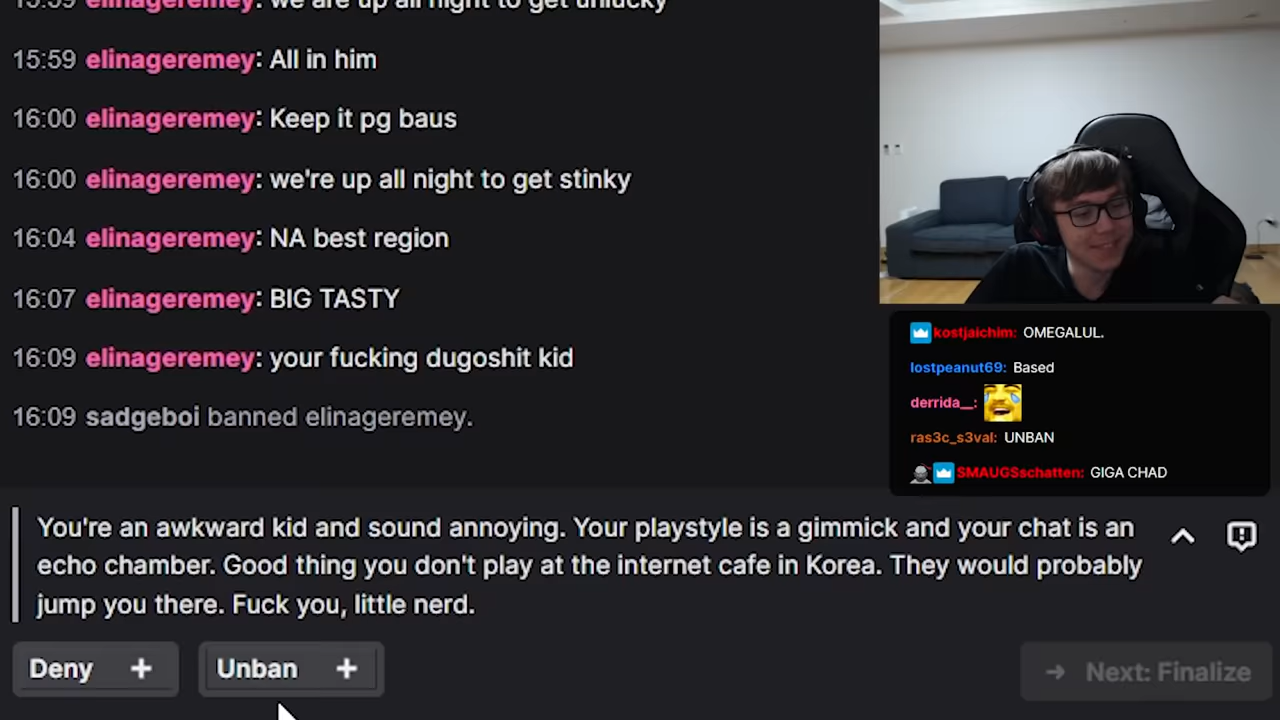 15:59 elinageremey: we are up all night to get unlucky
15:59 elinageremey: All in him
16:00 elinageremey: Keep it pg baus
16:00 elinageremey: we're up all night to get stinky
16:04 elinageremey: NA best region
16:07 elinageremey: BIG TASTY
16:09 elinageremey: your fucking dugoshit kid
16:09 sadgeboi banned elinageremey.
kostjaichim: OMEGALUL.
lostpeanut69: Based
derrida__:
ras3c_s3val: UNBAN
SMAUGSschatten: GIGA CHAD
You're an awkward kid and sound annoying. Your playstyle is a gimmick and your chat is an
echo chamber. Good thing you don't play at the internet cafe in Korea. They would probably
jump you there. Fuck you, little nerd.
Deny +
Unban +
→ Next: Finalize